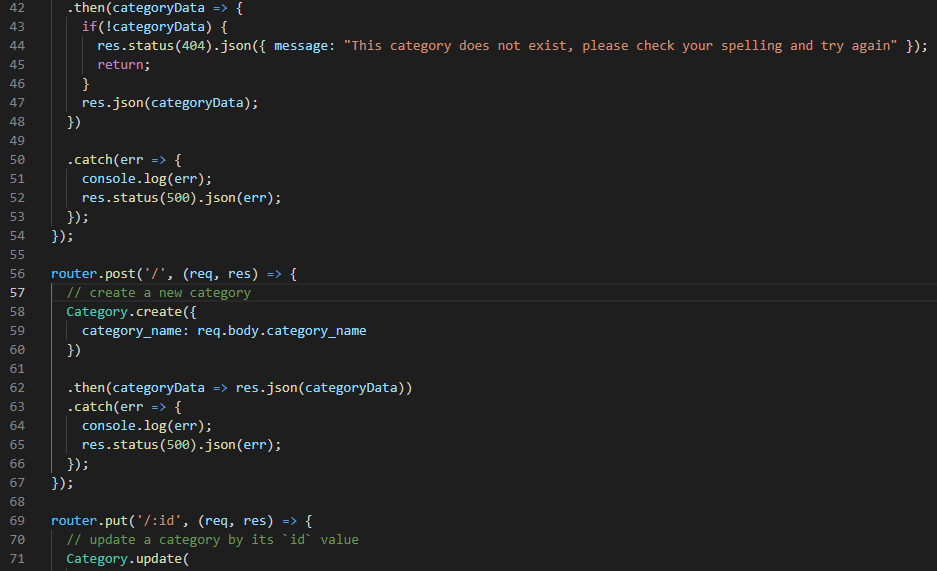 42 .then(categoryData => {
43 if(!categoryData) {
44 res.status(404).json({ message: "This category does not exist, please check your spelling and try again" });
45 return;
46 }
47 res.json(categoryData);
48 })
49
50 .catch(err => {
51 console.log(err);
52 res.status(500).json(err);
53 });
54 });
55
56 router.post('/', (req, res) => {
57 // create a new category
58 Category.create({
59 category_name: req.body.category_name
60 })
61
62 .then(categoryData => res.json(categoryData))
63 .catch(err => {
64 console.log(err);
65 res.status(500).json(err);
66 });
67 });
68
69 router.put('/:id', (req, res) => {
70 // update a category by its `id` value
71 Category.update(